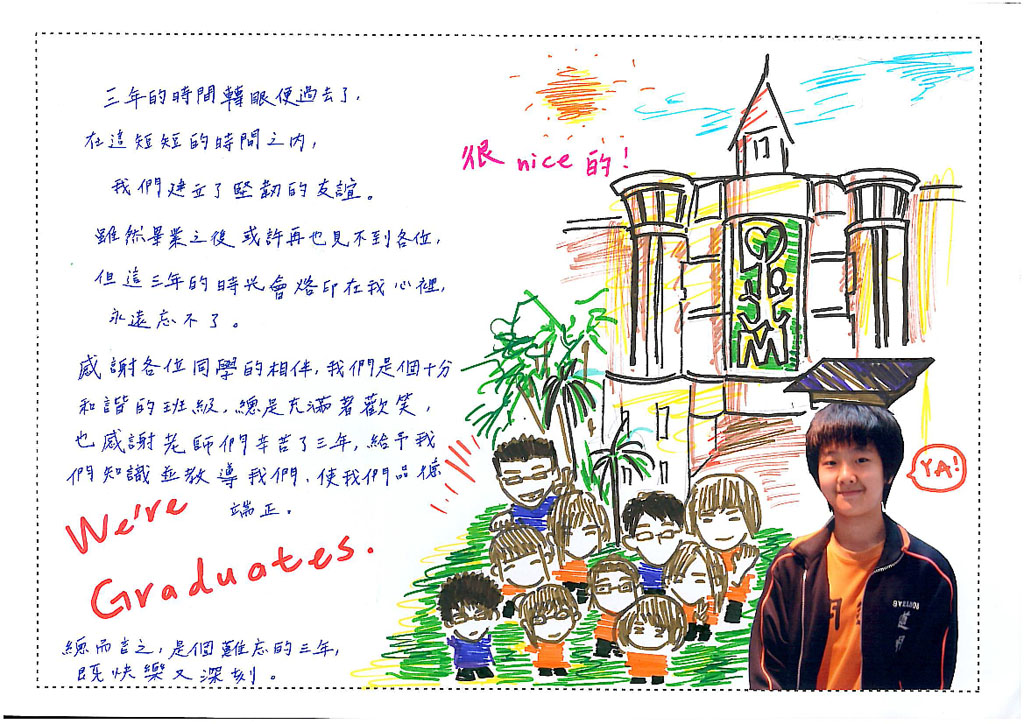 三年的時間轉眼便過去了,
在這短短的時間之內,
我們建立了堅韌的友誼。
雖然畢業之後或許再也見不到各位,
但這三年的時光會烙印在我心裡,
永遠忘不了。
感謝各位同學的相伴,我們是個十分
和諧的班級,總是充滿著歡笑,
也感謝老師們辛苦了三年,給予我
們知識並教導我們,使我們品德
端正。
We're
Graduates.
總而言之,是個難忘的三年,
既快樂又深刻。
很 nice 的!
YA!